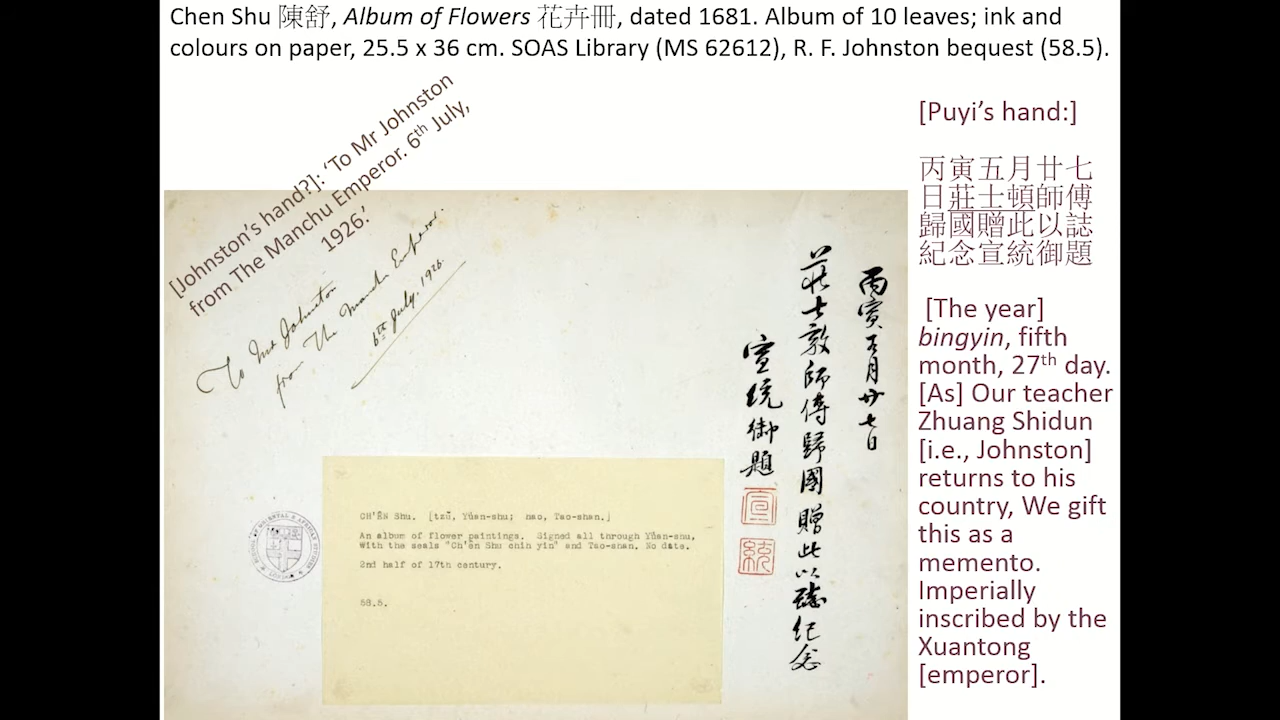 Chen Shu 陳舒, Album of Flowers 花卉冊, dated 1681. Album of 10 leaves; ink and
colours on paper, 25.5 x 36 cm. SOAS Library (MS 62612), R. F. Johnston bequest (58.5).
[Johnston’s hand?]: ‘To Mr Johnston
from The Manchu Emperor. 6th July,
1926.’
To Mr Johnston
from The Manchu Emperor.
6th July. 1926.
丙寅五月廿七日
莊士敦師傅歸國贈此以誌紀念
宣統御題
宣統
CH'ÊN Shu. [tzŭ, Yüan-shu; hao, Tao-shan.]
An album of flower paintings. Signed all through Yüan-shu,
with the seals "Ch'ên Shu chih yin" and Tao-shan. No date.
2nd half of 17th century.
58.5.
[Puyi’s hand:]
丙寅五月廿七
日莊士頓師傅
歸國贈此以誌
紀念宣統御題
[The year]
bingyin, fifth
month, 27th day.
[As] Our teacher
Zhuang Shidun
[i.e., Johnston]
returns to his
country, We gift
this as a
memento.
Imperially
inscribed by the
Xuantong
[emperor].